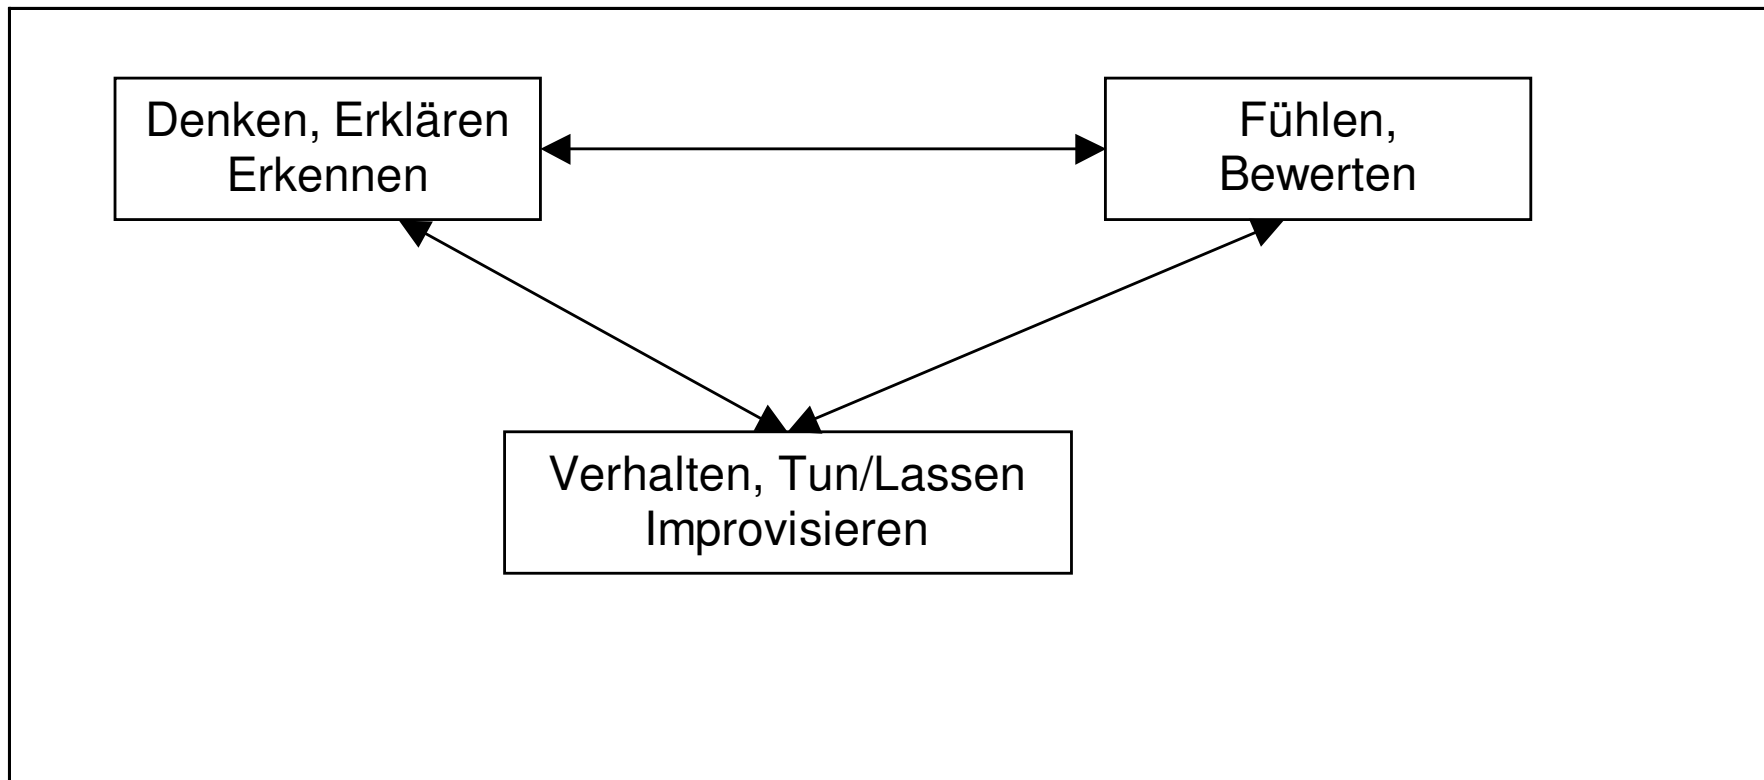 Denken, Erklären
Erkennen
Fühlen,
Bewerten
Verhalten, Tun/Lassen
Improvisieren